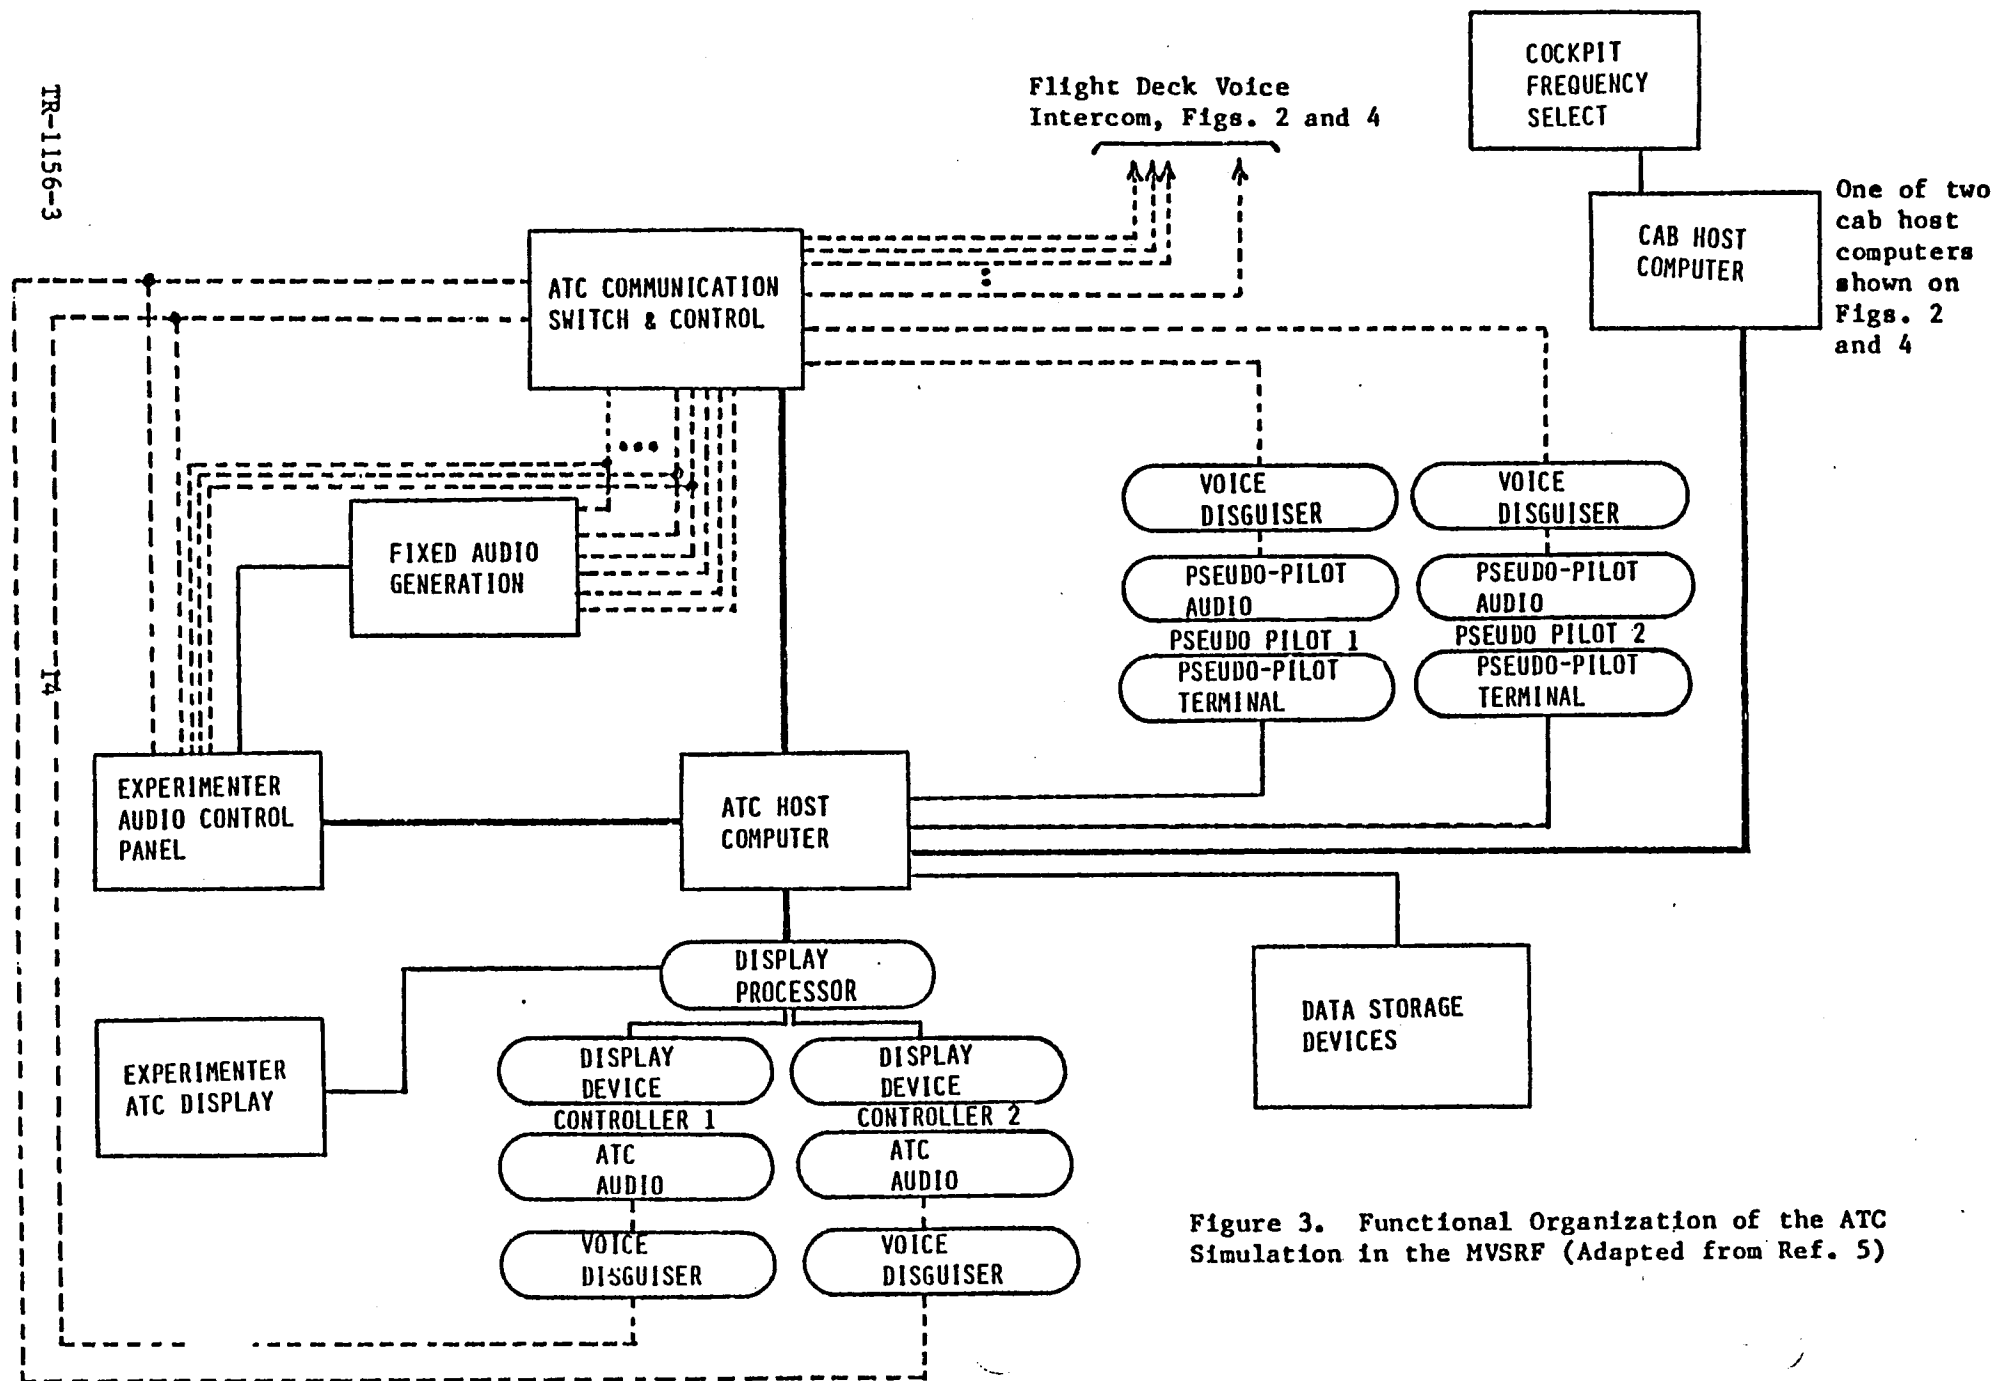 TR-1156-3
Flight Deck Voice
Intercom, Figs. 2 and 4
COCKPIT
FREQUENCY
SELECT
CAB HOST
COMPUTER
One of two
cab host
computers
shown on
Figs. 2
and 4
ATC COMMUNICATION
SWITCH & CONTROL
FIXED AUDIO
GENERATION
VOICE
DISGUISER
PSEUDO-PILOT
AUDIO
PSEUDO PILOT 1
PSEUDO-PILOT
TERMINAL
VOICE
DISGUISER
PSEUDO-PILOT
AUDIO
PSEUDO PILOT 2
PSEUDO-PILOT
TERMINAL
14
EXPERIMENTER
AUDIO CONTROL
PANEL
ATC HOST
COMPUTER
DISPLAY
PROCESSOR
EXPERIMENTER
ATC DISPLAY
DISPLAY
DEVICE
CONTROLLER 1
ATC
AUDIO
VOICE
DISGUISER
DISPLAY
DEVICE
CONTROLLER 2
ATC
AUDIO
VOICE
DISGUISER
DATA STORAGE
DEVICES
Figure 3. Functional Organization of the ATC
Simulation in the MVSRF (Adapted from Ref. 5)